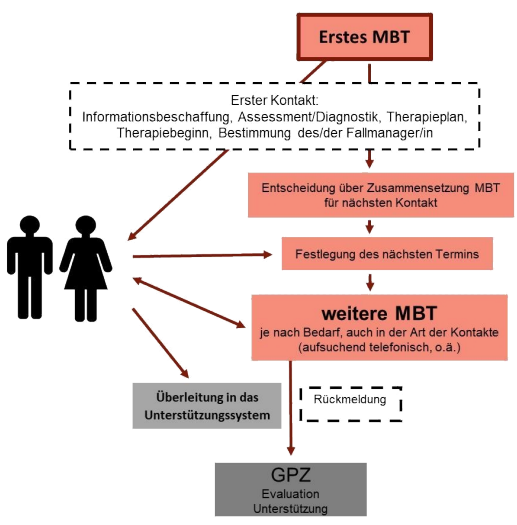 Erstes MBT
Erster Kontakt:
Informationsbeschaffung, Assessment/Diagnostik, Therapieplan,
Therapiebeginn, Bestimmung des/der Fallmanager/in
Entscheidung über Zusammensetzung MBT
für nächsten Kontakt
Festlegung des nächsten Termins
weitere MBT
je nach Bedarf, auch in der Art der Kontakte
(aufsuchend telefonisch, o.ä.)
Überleitung in das
Unterstützungssystem
Rückmeldung
GPZ
Evaluation
Unterstützung